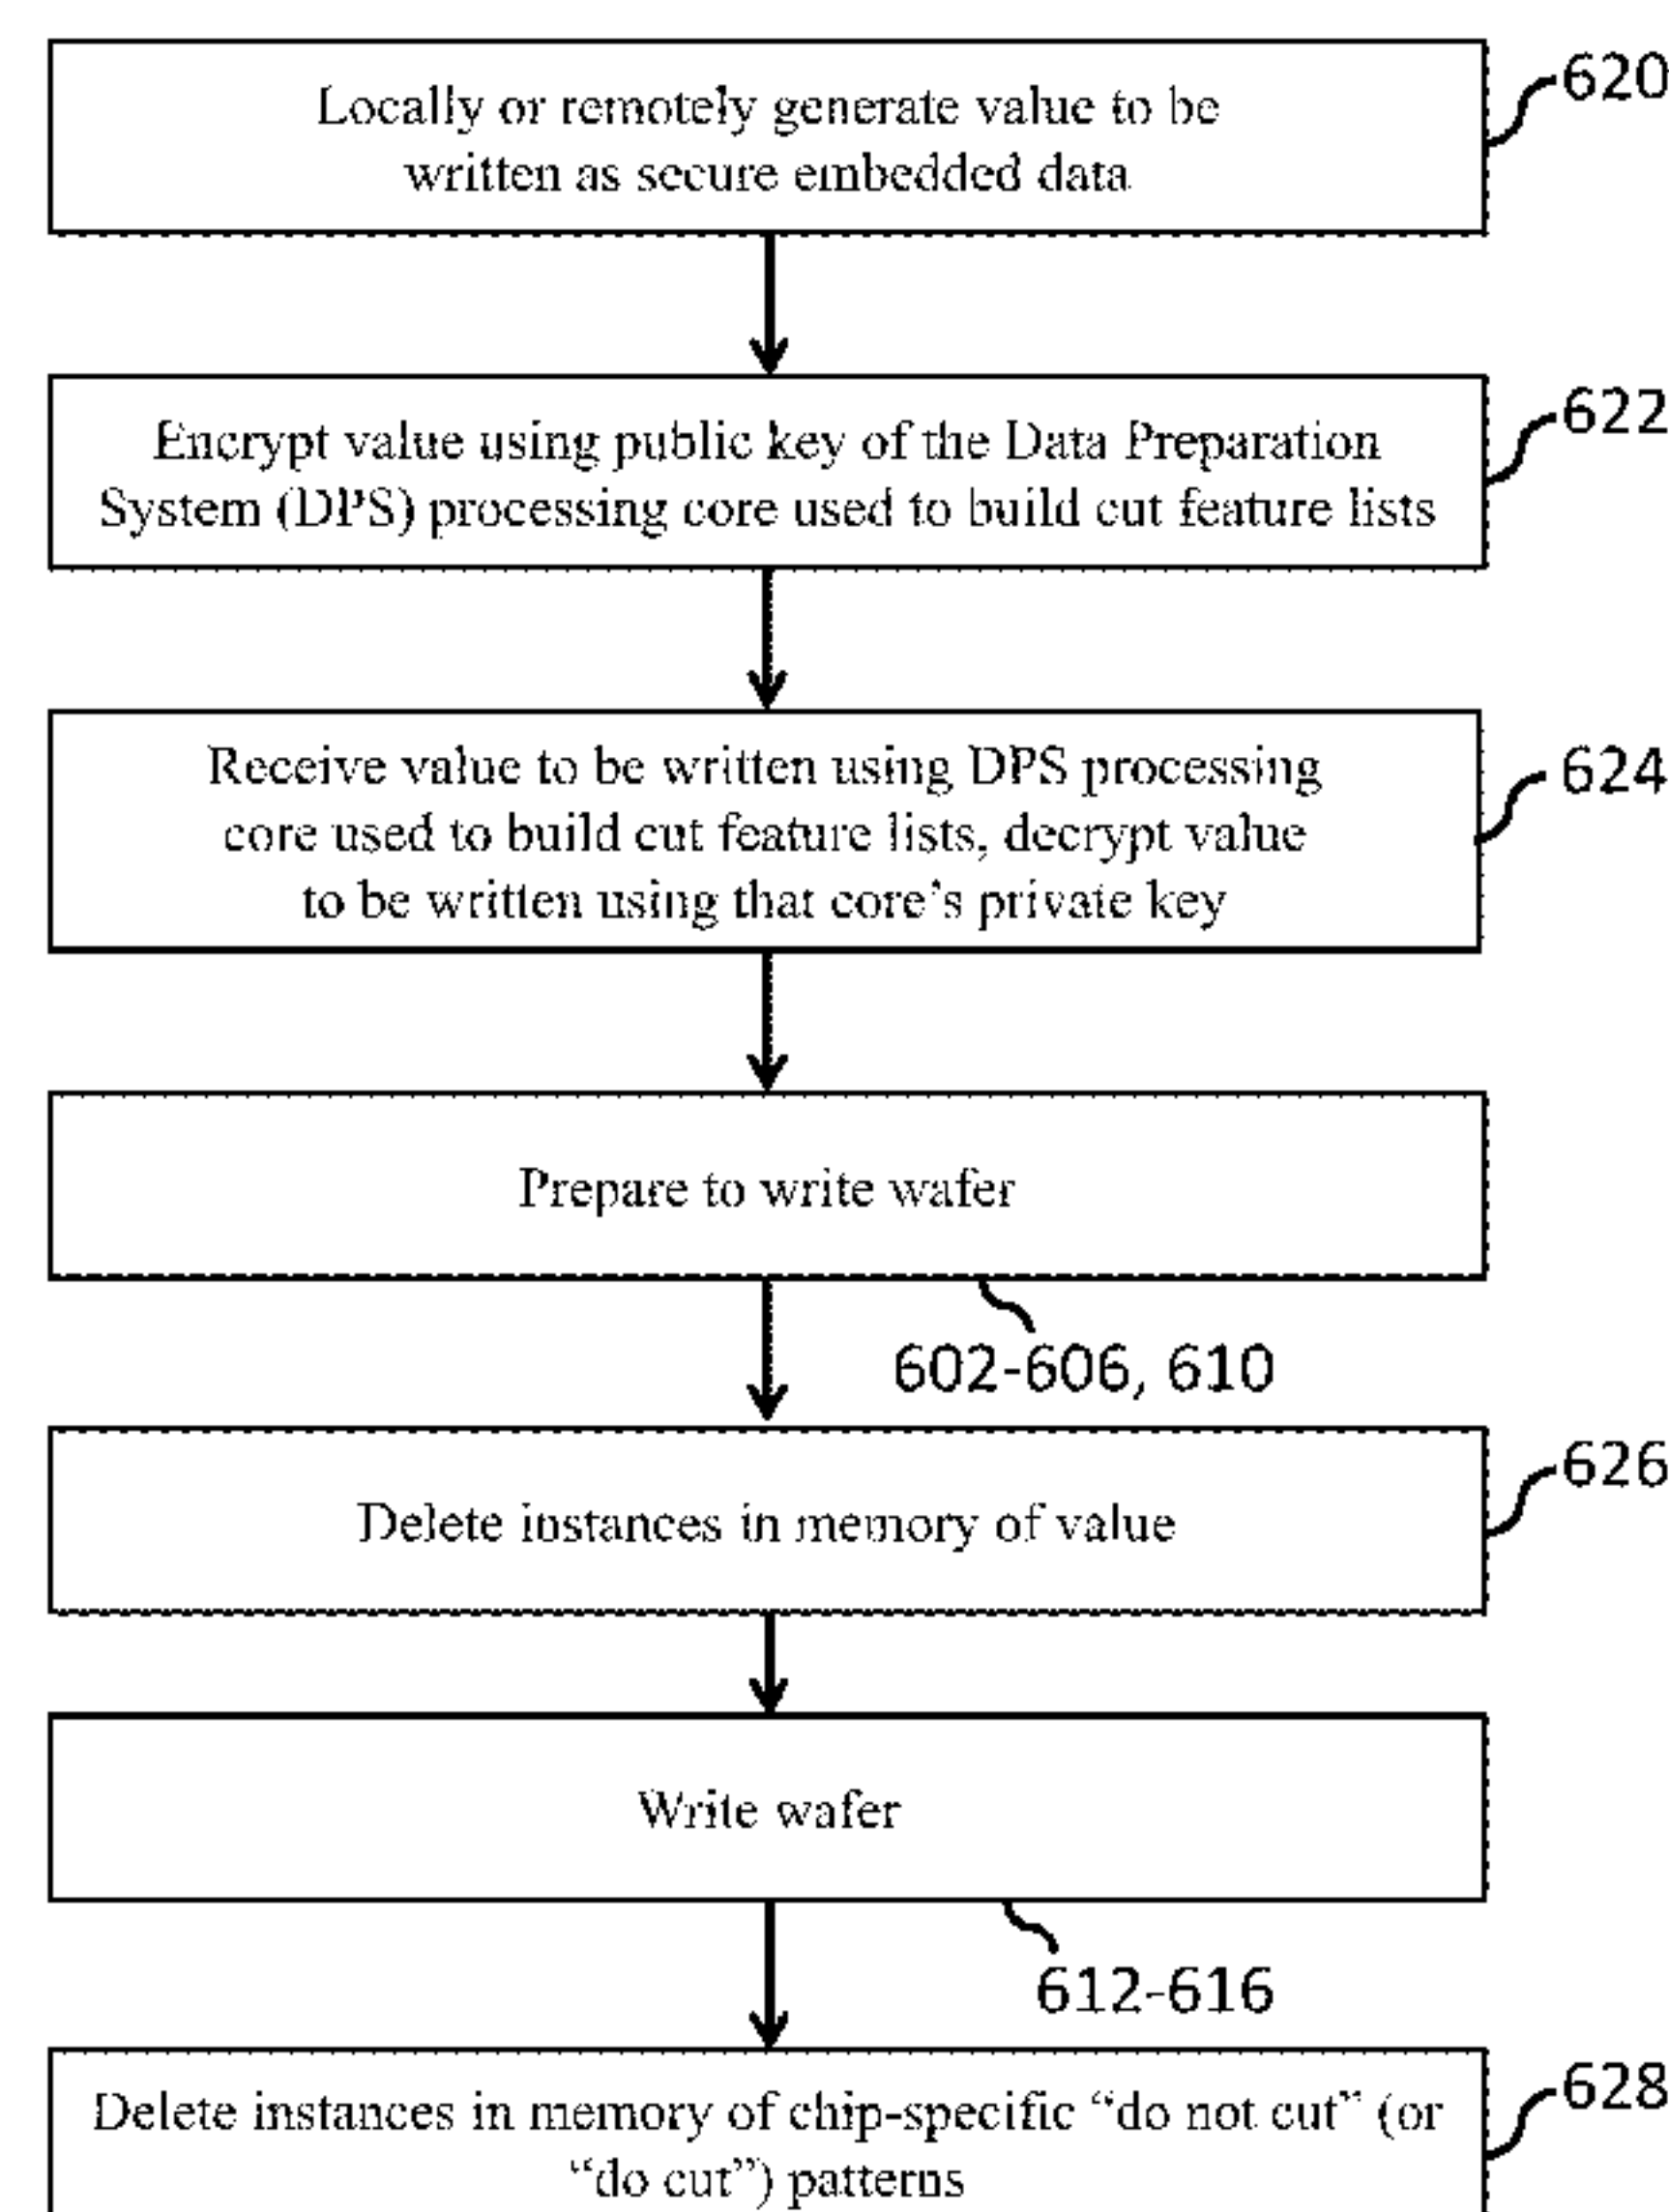 620
Locally or remotely generate value to be
written as secure embedded data
622
Encrypt value using public key of the Data Preparation
System (DPS) processing core used to build cut feature lists
624
Receive value to be written using DPS processing
core used to build cut feature lists, decrypt value
to be written using that core’s private key
Prepare to write wafer
602-606, 610
626
Delete instances in memory of value
Write wafer
612-616
628
Delete instances in memory of chip-specific “do not cut” (or
“do cut”) patterns